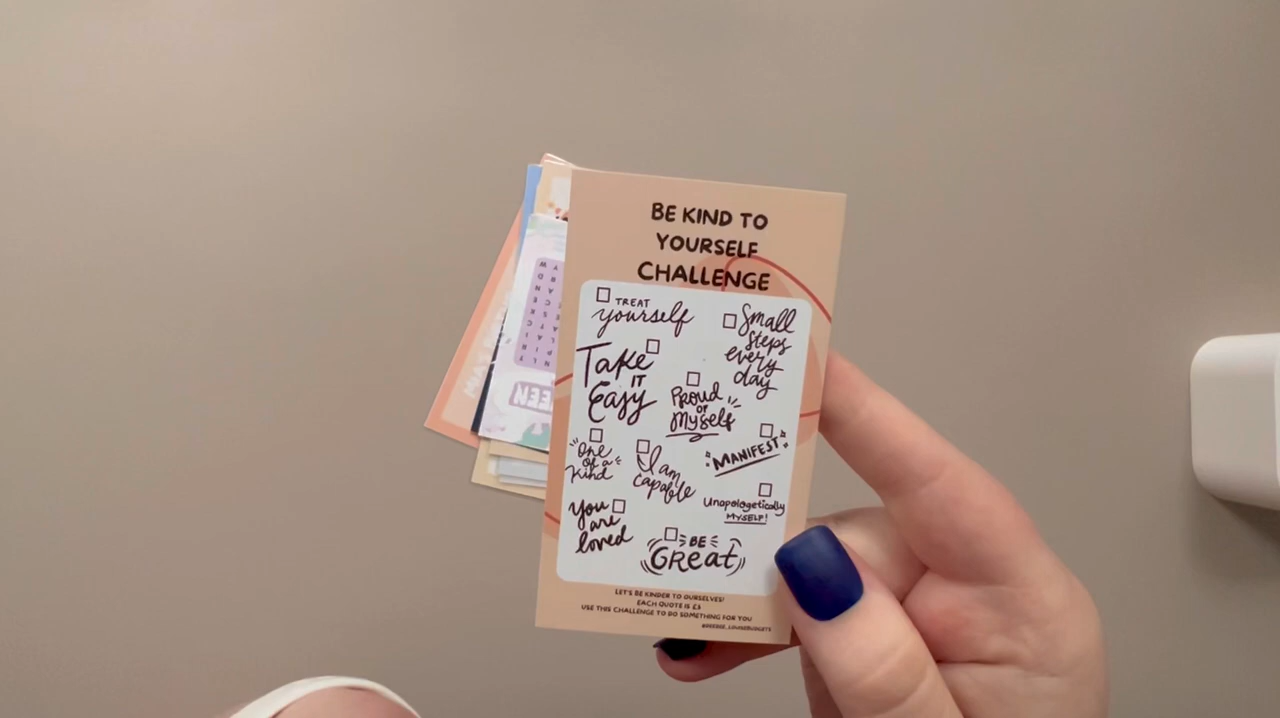 BE KIND TO
YOURSELF
CHALLENGE
TREAT
yourself
Small
steps
every
day
Take
IT
Easy
Proud
OF
Myself
One
of a
kind
I am
capable
MANIFEST
Unapologetically
MYSELF!
You
are
loved
BE
GREAT
LET'S BE KINDER TO OURSELVES!
EACH QUOTE IS £3
USE THIS CHALLENGE TO DO SOMETHING FOR YOU